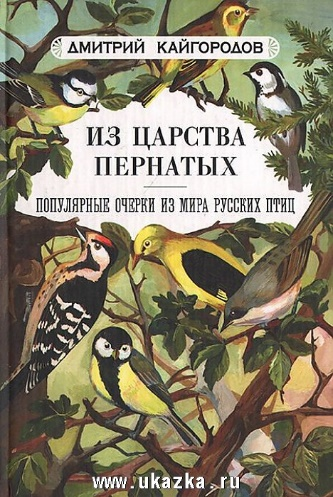 ДМИТРИЙ КАЙГОРОДОВ
ИЗ ЦАРСТВА
ПЕРНАТЫХ
ПОПУЛЯРНЫЕ ОЧЕРКИ ИЗ МИРА РУССКИХ ПТИЦ
www.ukazka.ru